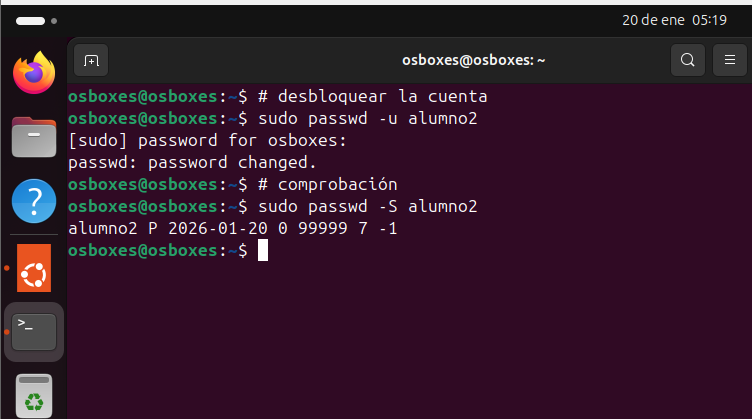 20 de ene 05:19
osboxes@osboxes: ~
osboxes@osboxes:~$ # desbloquear la cuenta
osboxes@osboxes:~$ sudo passwd -u alumno2
[sudo] password for osboxes:
passwd: password changed.
osboxes@osboxes:~$ # comprobación
osboxes@osboxes:~$ sudo passwd -S alumno2
alumno2 P 2026-01-20 0 99999 7 -1
osboxes@osboxes:~$